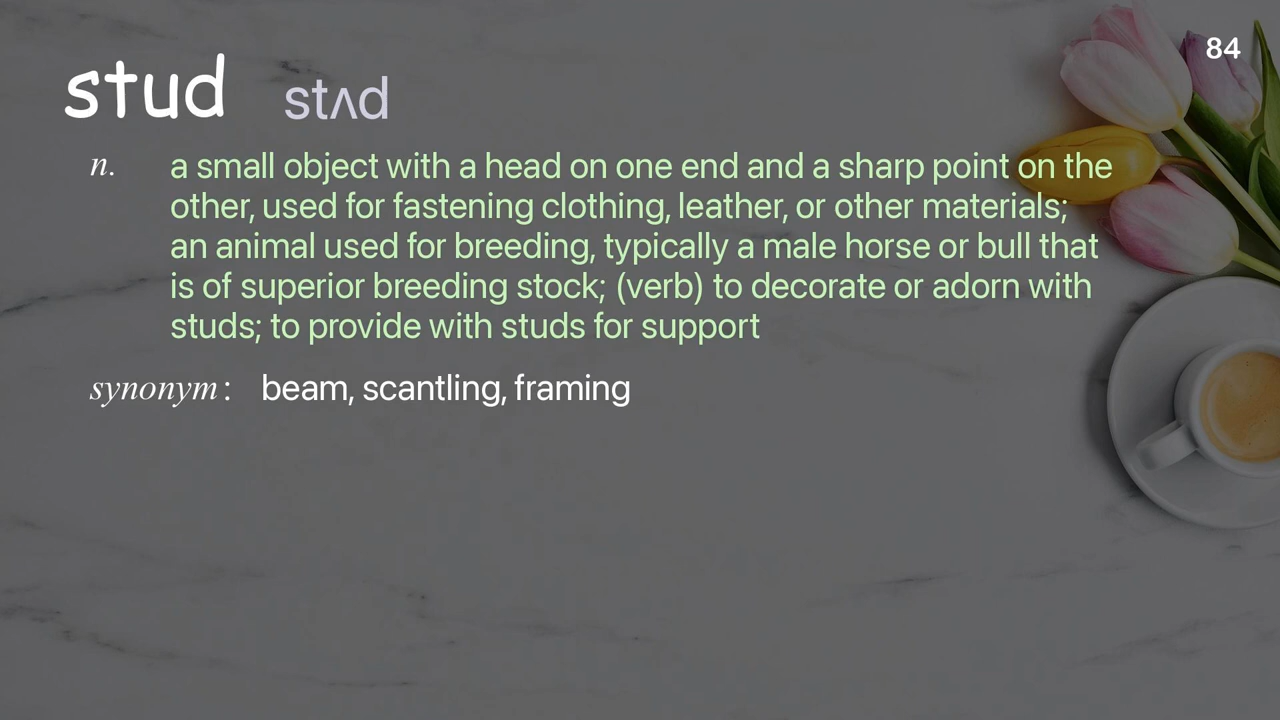 84
stud stʌd
n. a small object with a head on one end and a sharp point on the
other, used for fastening clothing, leather, or other materials;
an animal used for breeding, typically a male horse or bull that
is of superior breeding stock; (verb) to decorate or adorn with
studs; to provide with studs for support
synonym: beam, scantling, framing